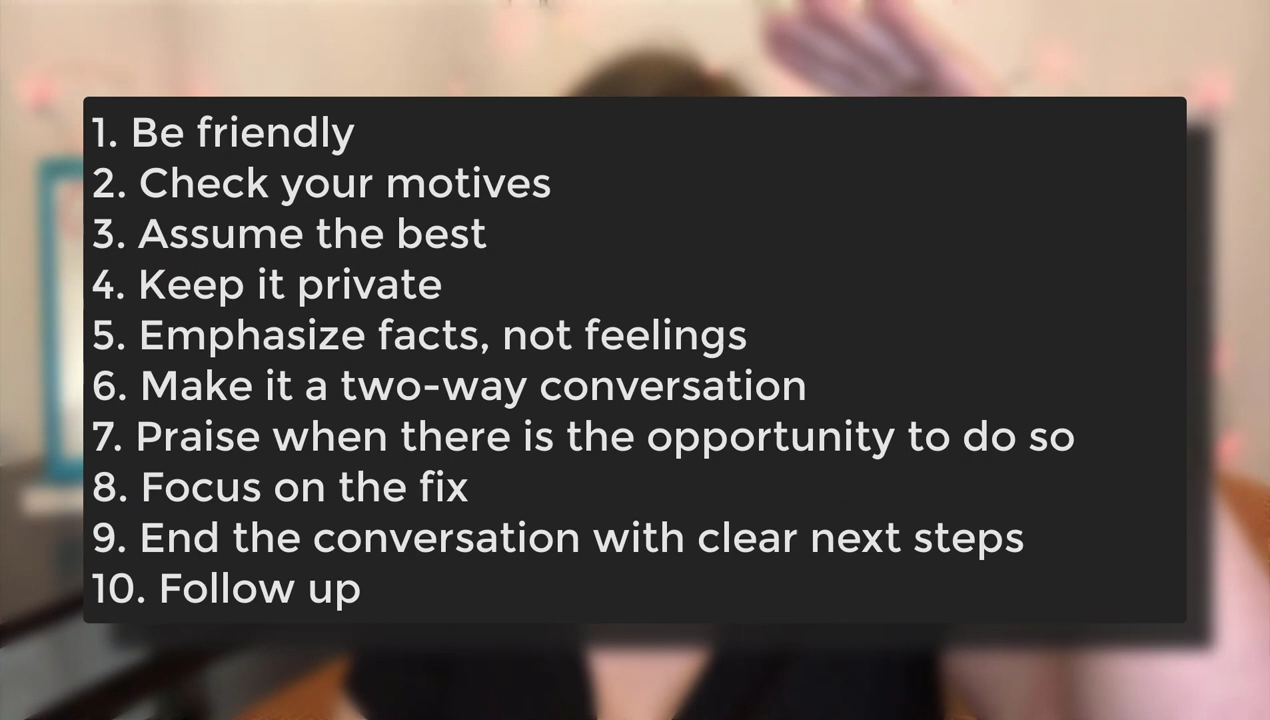 1. Be friendly
2. Check your motives
3. Assume the best
4. Keep it private
5. Emphasize facts, not feelings
6. Make it a two-way conversation
7. Praise when there is the opportunity to do so
8. Focus on the fix
9. End the conversation with clear next steps
10. Follow up